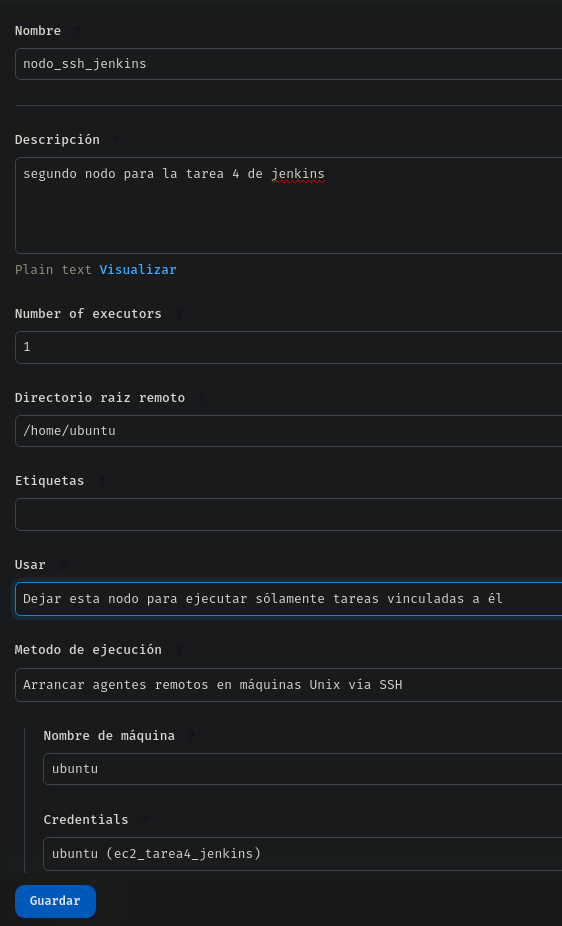 Nombre ?
nodo_ssh_jenkins
Descripción ?
segundo nodo para la tarea 4 de jenkins
Plain text Visualizar
Number of executors ?
1
Directorio raiz remoto ?
/home/ubuntu
Etiquetas ?
Usar ?
Dejar esta nodo para ejecutar sólamente tareas vinculadas a él
Metodo de ejecución ?
Arrancar agentes remotos en máquinas Unix vía SSH
Nombre de máquina ?
ubuntu
Credentials ?
ubuntu (ec2_tarea4_jenkins)
Guardar